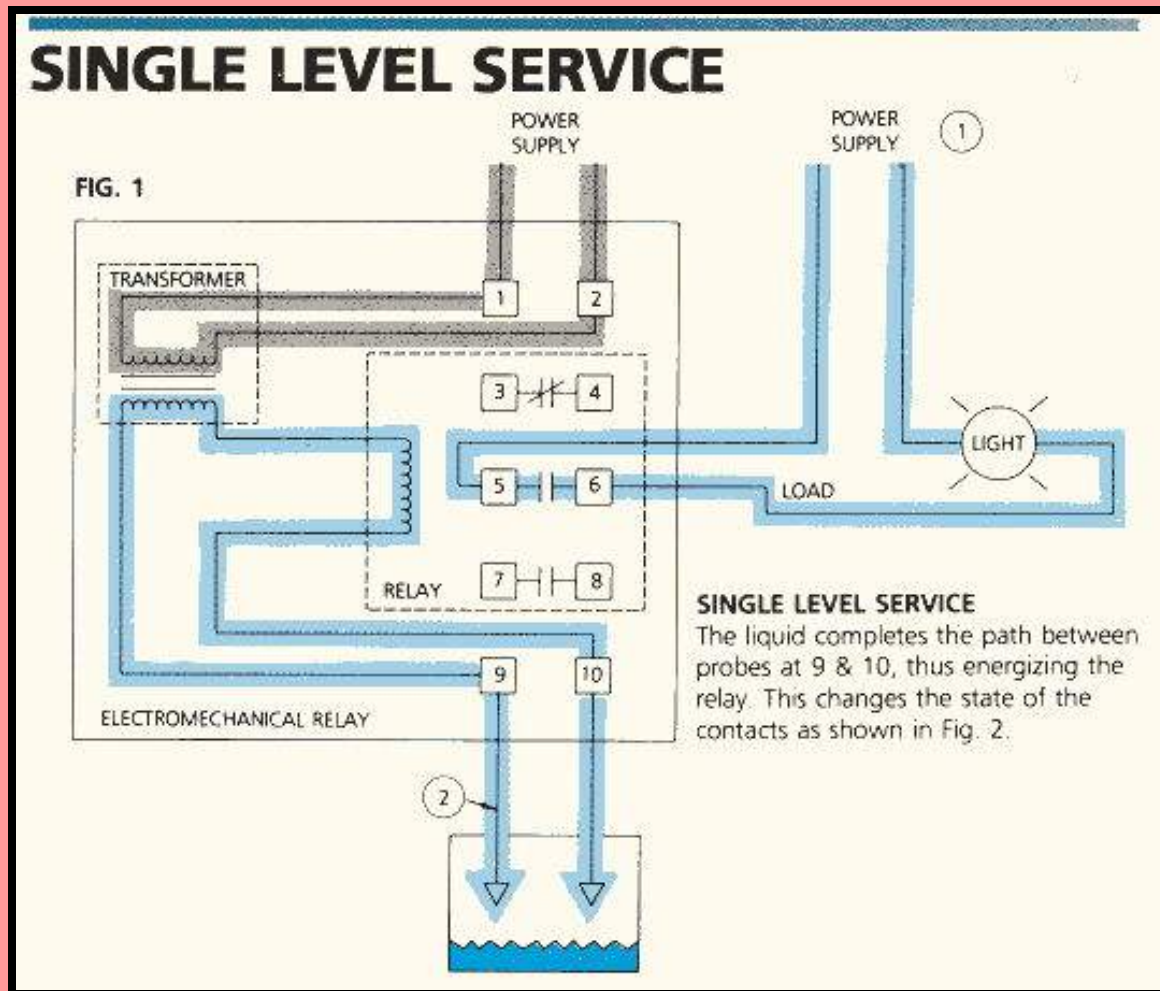 SINGLE LEVEL SERVICE
POWER
SUPPLY
POWER
SUPPLY
1
FIG. 1
TRANSFORMER
1
2
3
4
LIGHT
5
6
LOAD
7
8
RELAY
SINGLE LEVEL SERVICE
The liquid completes the path between
probes at 9 & 10, thus energizing the
relay. This changes the state of the
contacts as shown in Fig. 2.
9
10
ELECTROMECHANICAL RELAY
2